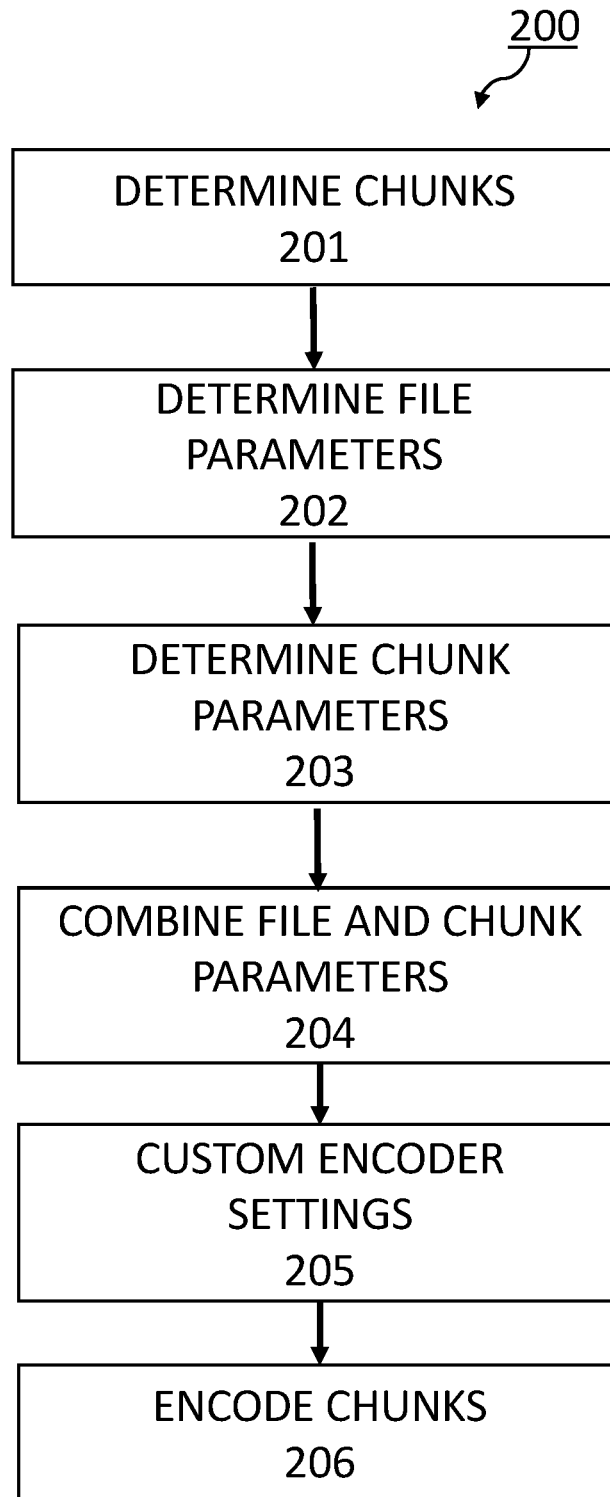 200
DETERMINE CHUNKS
201
DETERMINE FILE
PARAMETERS
202
DETERMINE CHUNK
PARAMETERS
203
COMBINE FILE AND CHUNK
PARAMETERS
204
CUSTOM ENCODER
SETTINGS
205
ENCODE CHUNKS
206